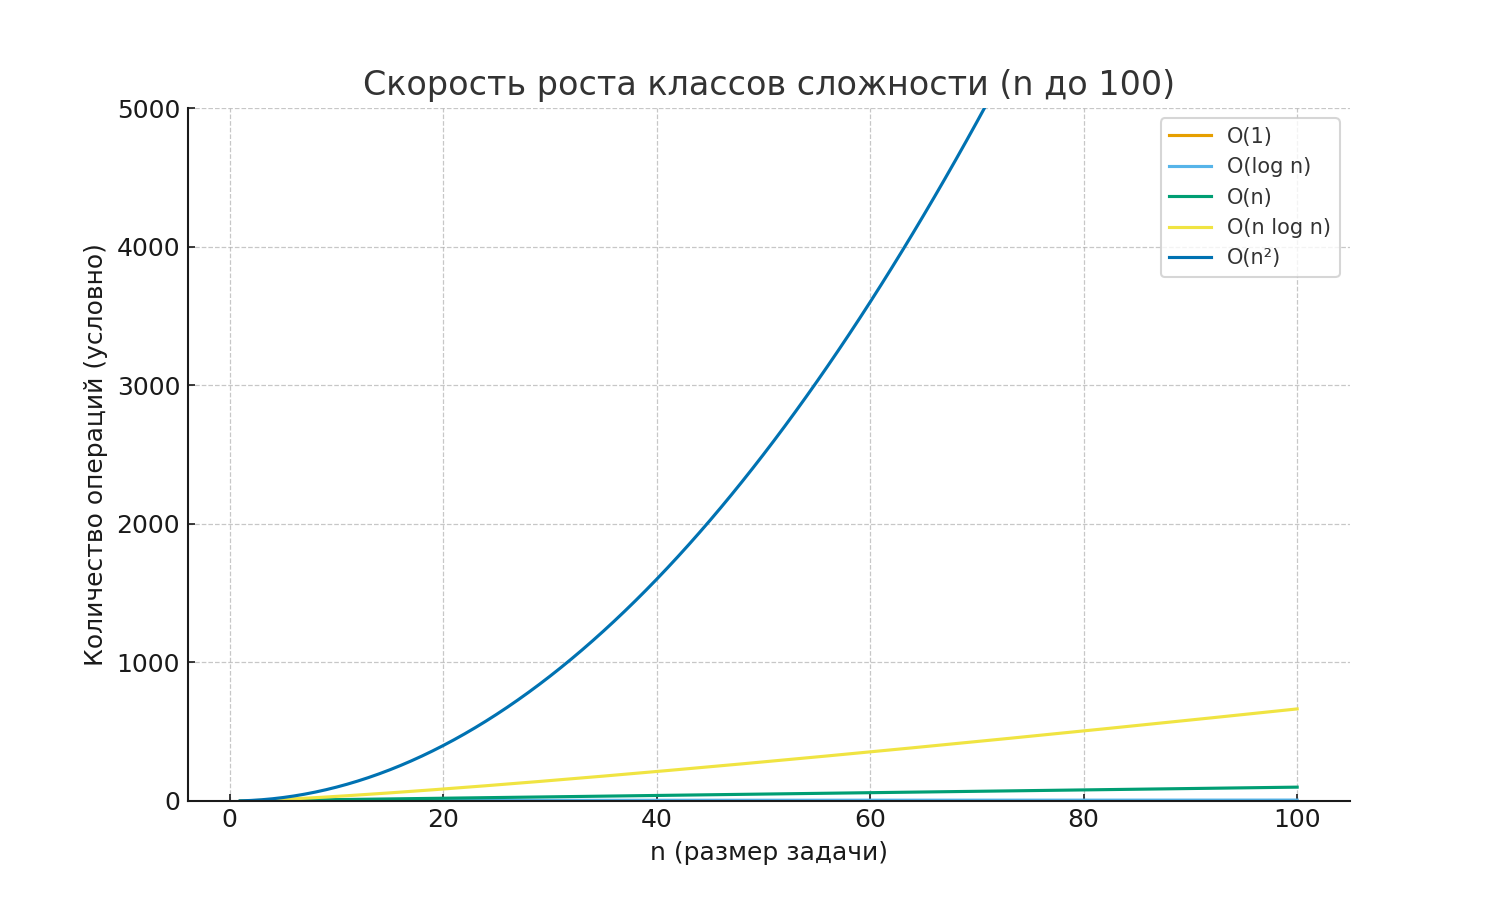 Скорость роста классов сложности (n до 100)
5000
4000
3000
2000
1000
0
Количество операций (условно)
O(1)
O(log n)
O(n)
O(n log n)
O(n²)
0 20 40 60 80 100
n (размер задачи)